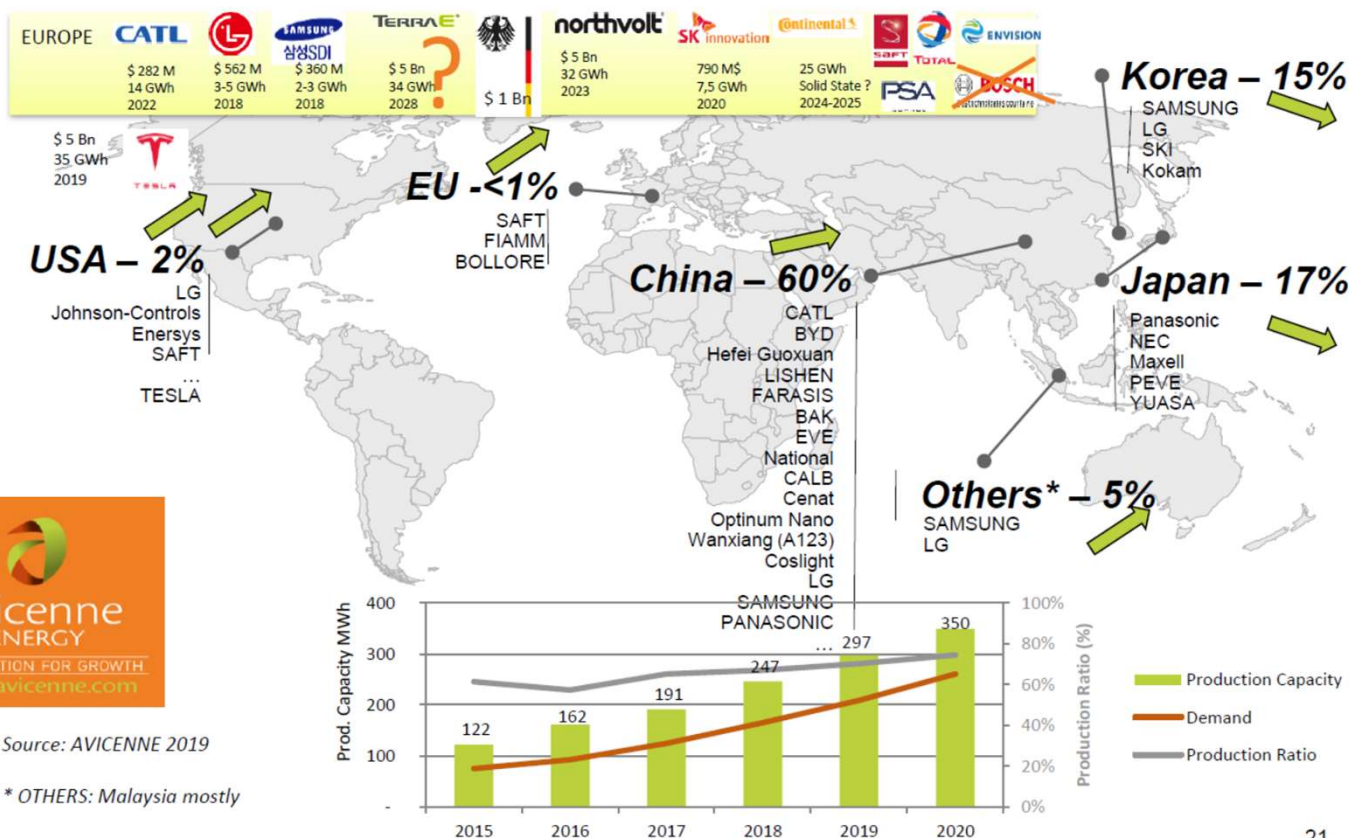 EUROPE
CATL
$ 282 M
14 GWh
2022
LG
$ 562 M
3-5 GWh
2018
SAMSUNG
삼성SDI
$ 360 M
2-3 GWh
2018
TERRAE
?
$ 5 Bn
34 GWh
2028
$ 1 Bn
northvolt
$ 5 Bn
32 GWh
2023
SK innovation
790 M$
7,5 GWh
2020
Continental
25 GWh
Solid State ?
2024-2025
SAFT
TOTAL
PSA
ENVISION
BOSCH
$ 5 Bn
35 GWh
2019
TESLA
USA – 2%
LG
Johnson-Controls
Enersys
SAFT
...
TESLA
EU -<1%
SAFT
FIAMM
BOLLORE
China – 60%
CATL
BYD
Hefei Guoxuan
LISHEN
FARASIS
BAK
EVE
National
CALB
Cenat
Optinum Nano
Wanxiang (A123)
Coslight
LG
SAMSUNG
PANASONIC
...
Korea – 15%
SAMSUNG
LG
SKI
Kokam
Japan – 17%
Panasonic
NEC
Maxell
PEVE
YUASA
Others* – 5%
SAMSUNG
LG
icenne
NERGY
TION FOR GROWTH
avicenne.com
Source: AVICENNE 2019
* OTHERS: Malaysia mostly
Prod. Capacity MWh
400
300
200
100
-
122
162
191
247
297
350
2015
2016
2017
2018
2019
2020
100%
80%
60%
40%
20%
0%
Production Ratio (%)
Production Capacity
Demand
Production Ratio
21